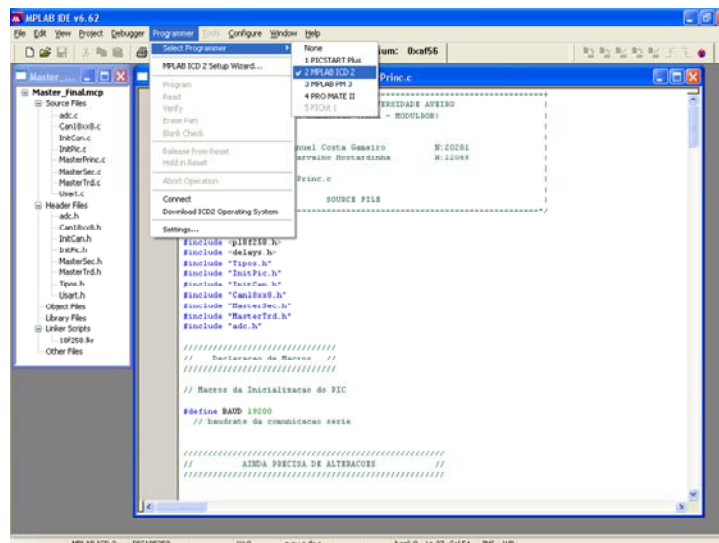 MPLAB IDE v6.62
File Edit View Project Debugger Programmer Tools Configure Window Help
Select Programmer
None
1 PICSTART Plus
2 MPLAB ICD 2
3 MPLAB PM 3
4 PRO MATE II
5 PICkit 1
MPLAB ICD 2 Setup Wizard...
Program
Read
Verify
Erase Part
Blank Check
Release from Reset
Hold in Reset
Abort Operation
Connect
Download ICD2 Operating System
Settings...
sum: 0xaf56
Master_...
Master_Final.mcp
Source Files
adc.c
Can18xx8.c
InitCan.c
InitPic.c
MasterPrinc.c
MasterSec.c
MasterTrd.c
Usart.c
Header Files
adc.h
Can18xx8.h
InitCan.h
InitPic.h
MasterSec.h
MasterTrd.h
Tipos.h
Usart.h
Object Files
Library Files
Linker Scripts
18f258.lkr
Other Files
Princ.c
VERSIDADE AVEIRO
- MODULBOB)
nuel Costa Gameiro N:20281
arvalho Hostardinha
Princ.c
SOURCE FILE
#include <p18f258.h>
#include <delays.h>
#include "Tipos.h"
#include "InitPic.h"
#include "InitCan.h"
#include "Can18xx8.h"
#include "MasterSec.h"
#include "MasterTrd.h"
#include "adc.h"
///////////////////////////////
// Declaracao de Macros //
///////////////////////////////
// Macros da Inicializacao do PIC
#define BAUD 19200
// baudrate da comunicacao serie
// AINDA PRECISA DE ALTERACOES //